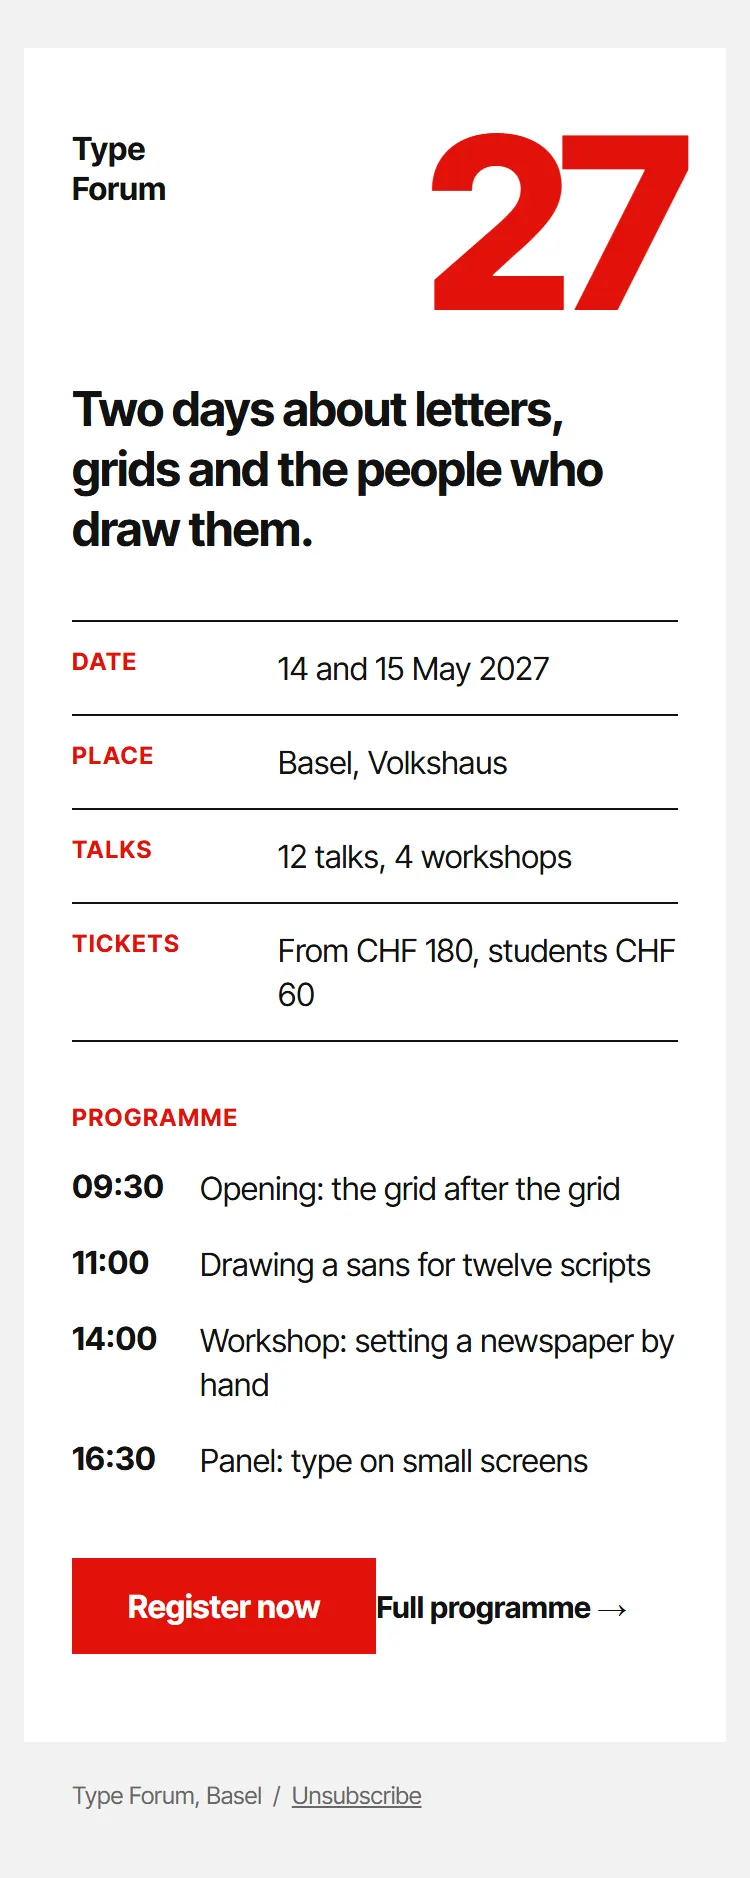 Type
Forum
27
Two days about letters,
grids and the people who
draw them.
DATE
14 and 15 May 2027
PLACE
Basel, Volkshaus
TALKS
12 talks, 4 workshops
TICKETS
From CHF 180, students CHF
60
PROGRAMME
09:30 Opening: the grid after the grid
11:00 Drawing a sans for twelve scripts
14:00 Workshop: setting a newspaper by
hand
16:30 Panel: type on small screens
Register now
Full programme →
Type Forum, Basel / Unsubscribe